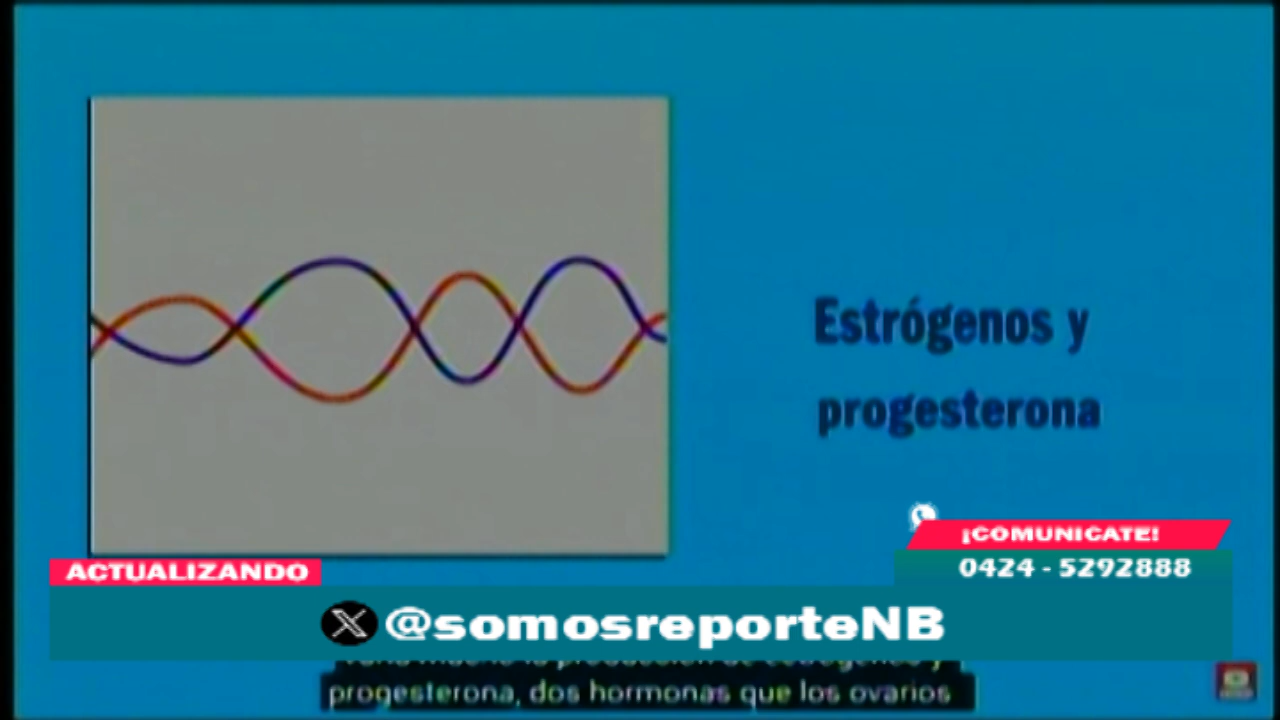 Estrógenos y
progesterona
¡COMUNICATE!
0424 - 5292888
ACTUALIZANDO
@somosreporteNB
progesterona, dos hormonas que los ovarios